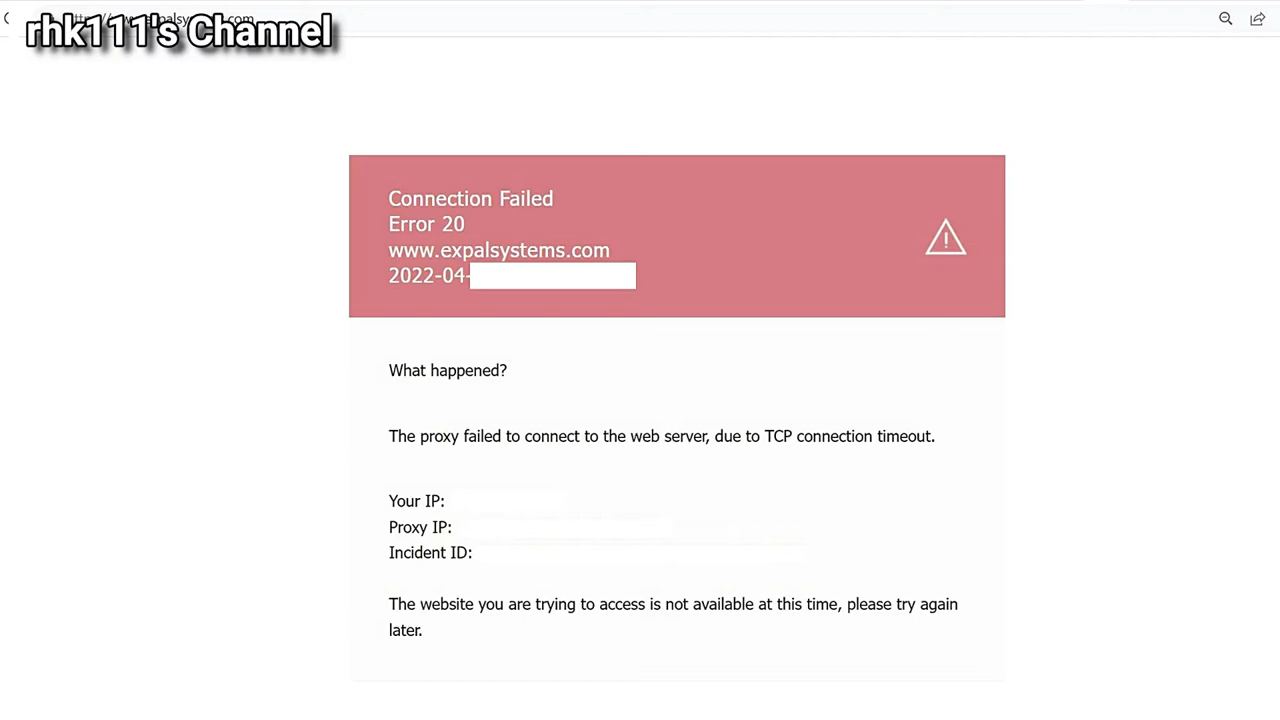 rhk111's Channel
Connection Failed
Error 20
www.expalsystems.com
2022-04-
What happened?
The proxy failed to connect to the web server, due to TCP connection timeout.
Your IP:
Proxy IP:
Incident ID:
The website you are trying to access is not available at this time, please try again
later.